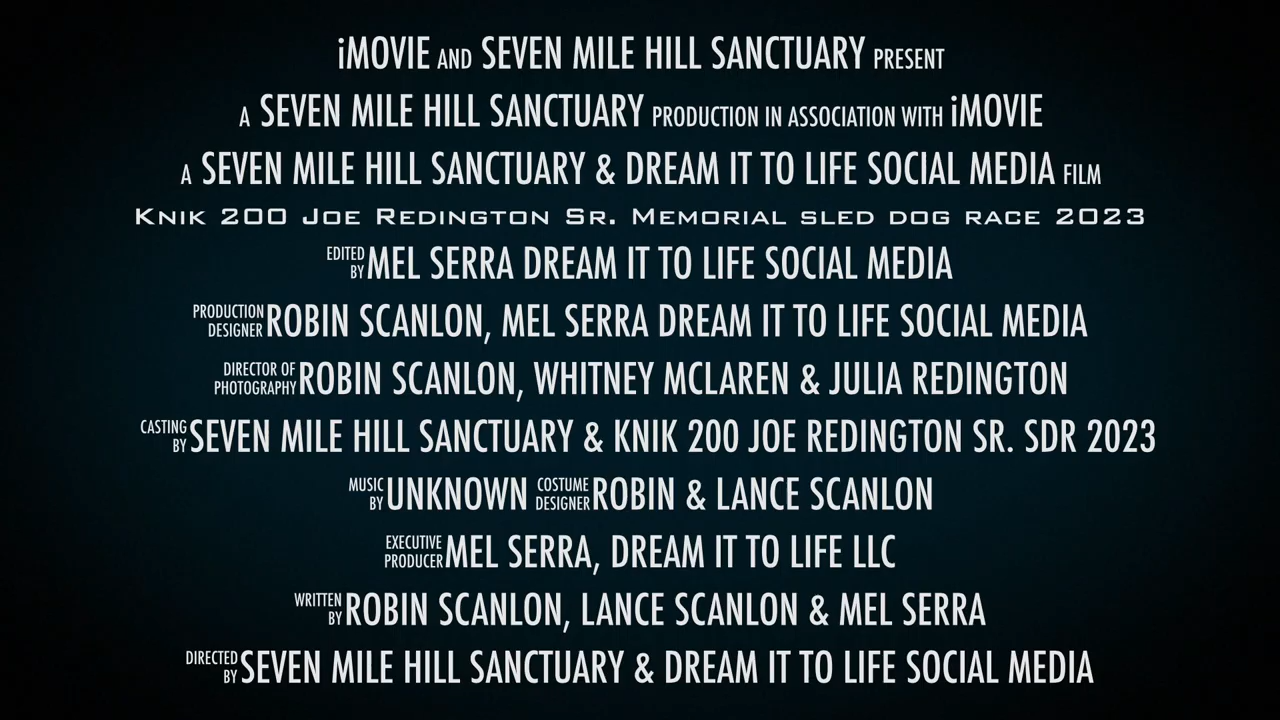 iMOVIE AND SEVEN MILE HILL SANCTUARY PRESENT
A SEVEN MILE HILL SANCTUARY PRODUCTION IN ASSOCIATION WITH iMOVIE
A SEVEN MILE HILL SANCTUARY & DREAM IT TO LIFE SOCIAL MEDIA FILM
KNIK 200 JOE REDINGTON SR. MEMORIAL SLED DOG RACE 2023
EDITED BY MEL SERRA DREAM IT TO LIFE SOCIAL MEDIA
PRODUCTION DESIGNER ROBIN SCANLON, MEL SERRA DREAM IT TO LIFE SOCIAL MEDIA
DIRECTOR OF PHOTOGRAPHY ROBIN SCANLON, WHITNEY MCLAREN & JULIA REDINGTON
CASTING BY SEVEN MILE HILL SANCTUARY & KNIK 200 JOE REDINGTON SR. SDR 2023
MUSIC BY UNKNOWN COSTUME DESIGNER ROBIN & LANCE SCANLON
EXECUTIVE PRODUCER MEL SERRA, DREAM IT TO LIFE LLC
WRITTEN BY ROBIN SCANLON, LANCE SCANLON & MEL SERRA
DIRECTED BY SEVEN MILE HILL SANCTUARY & DREAM IT TO LIFE SOCIAL MEDIA